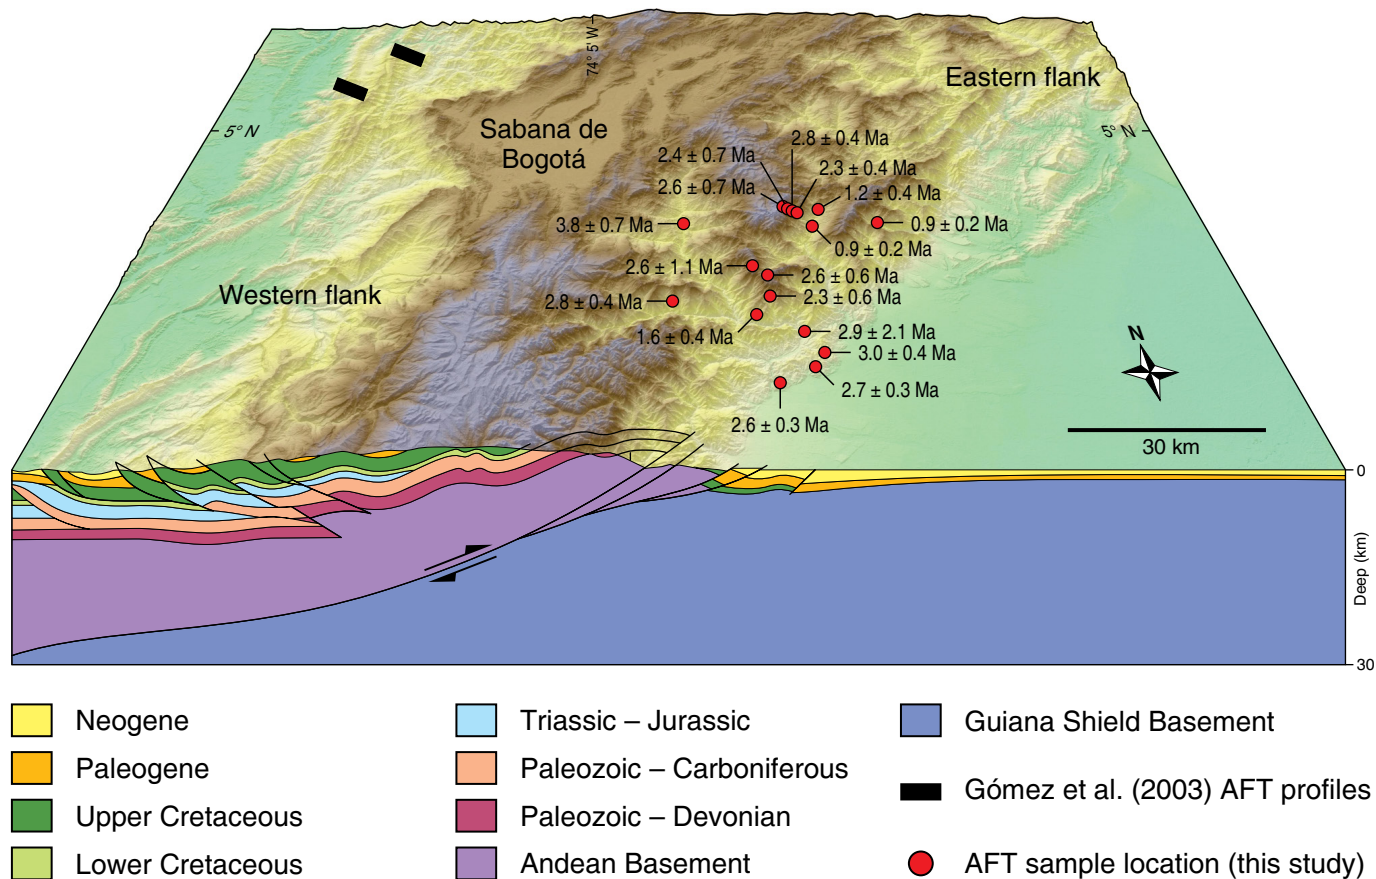 74° 5' W
Eastern flank
5° N
5° N
Sabana de
Bogotá
2.8 ± 0.4 Ma
2.4 ± 0.7 Ma
2.3 ± 0.4 Ma
2.6 ± 0.7 Ma
1.2 ± 0.4 Ma
3.8 ± 0.7 Ma
0.9 ± 0.2 Ma
0.9 ± 0.2 Ma
2.6 ± 1.1 Ma
2.6 ± 0.6 Ma
Western flank
2.8 ± 0.4 Ma
2.3 ± 0.6 Ma
1.6 ± 0.4 Ma
2.9 ± 2.1 Ma
N
3.0 ± 0.4 Ma
2.7 ± 0.3 Ma
2.6 ± 0.3 Ma
30 km
0
Deep (km)
30
Neogene
Paleogene
Upper Cretaceous
Lower Cretaceous
Triassic – Jurassic
Paleozoic – Carboniferous
Paleozoic – Devonian
Andean Basement
Guiana Shield Basement
Gómez et al. (2003) AFT profiles
AFT sample location (this study)